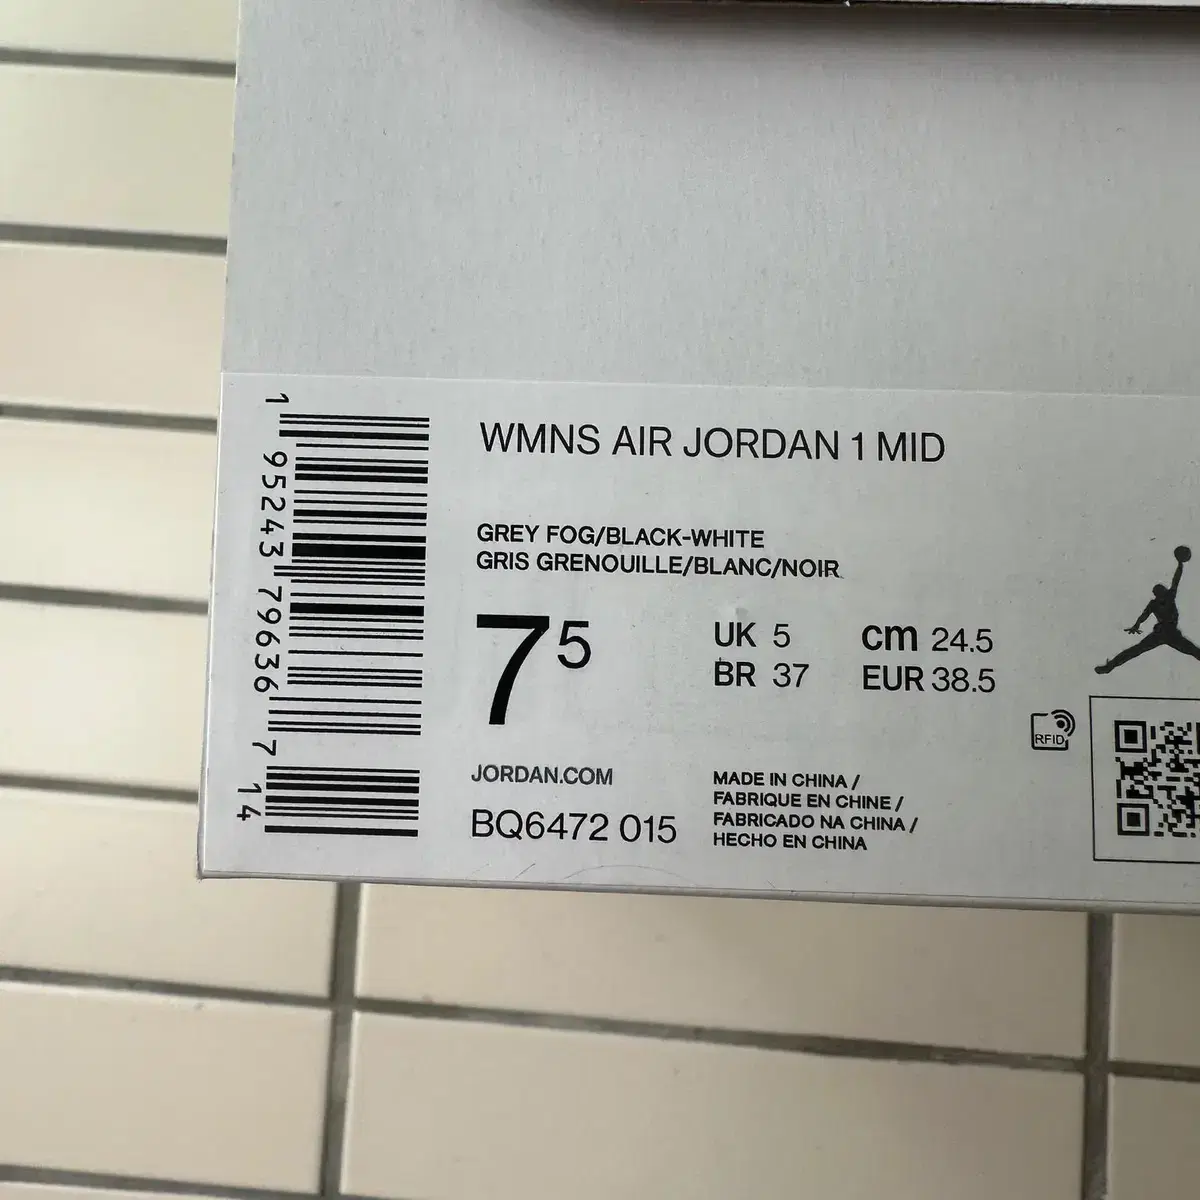 WMNS AIR JORDAN 1 MID
GREY FOG/BLACK-WHITE
GRIS GRENOUILLE/BLANC/NOIR
7 5
UK 5
BR 37
cm 24.5
EUR 38.5
RFID
JORDAN.COM
BQ6472 015
MADE IN CHINA /
FABRIQUE EN CHINE /
FABRICADO NA CHINA /
HECHO EN CHINA
1 95243 79636 7 14